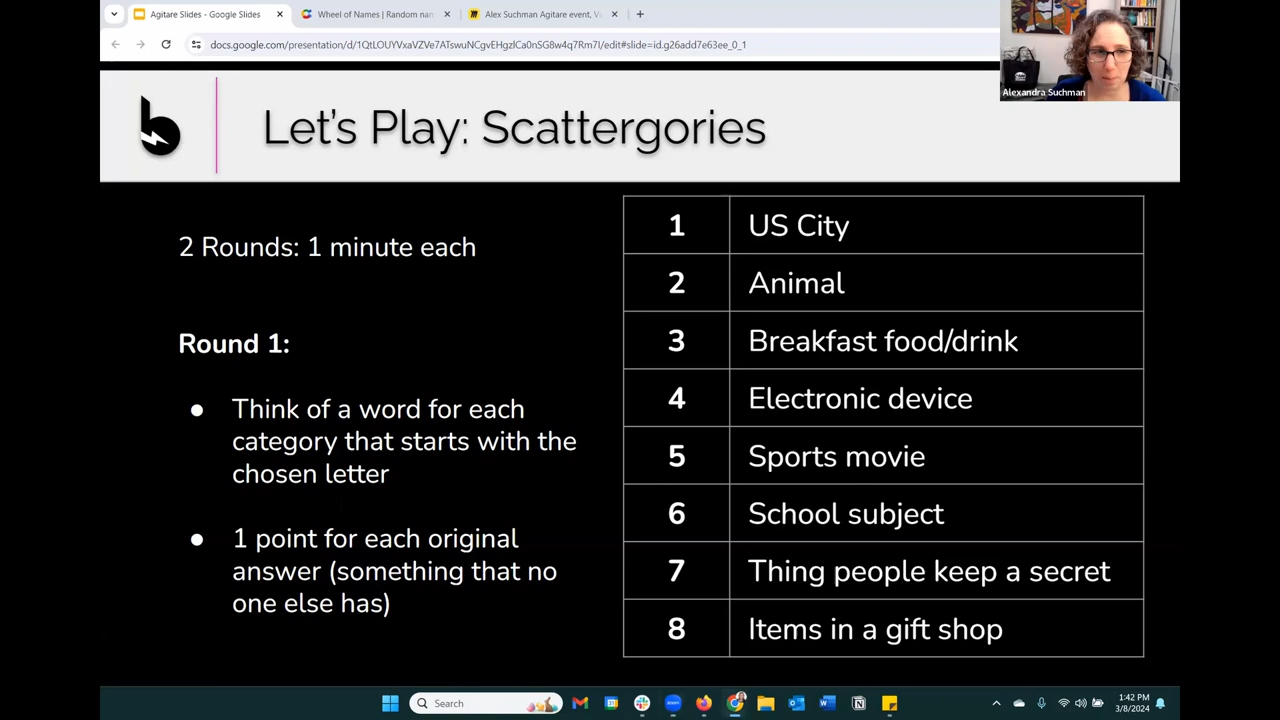 Agitare Slides - Google Slides
Wheel of Names | Random nam
Alex Suchman Agitare event, V
docs.google.com/presentation/d/1QtLOUYVxaVZVe7ATswuNCgvEHgzlCa0nSG8w4q7Rm7I/edit#slide=id.g26add7e63ee_0_1
Alexandra Suchman
Let's Play: Scattergories
2 Rounds: 1 minute each
Round 1:
● Think of a word for each
category that starts with the
chosen letter
● 1 point for each original
answer (something that no
one else has)
1 US City
2 Animal
3 Breakfast food/drink
4 Electronic device
5 Sports movie
6 School subject
7 Thing people keep a secret
8 Items in a gift shop
Search
1:42 PM
3/8/2024